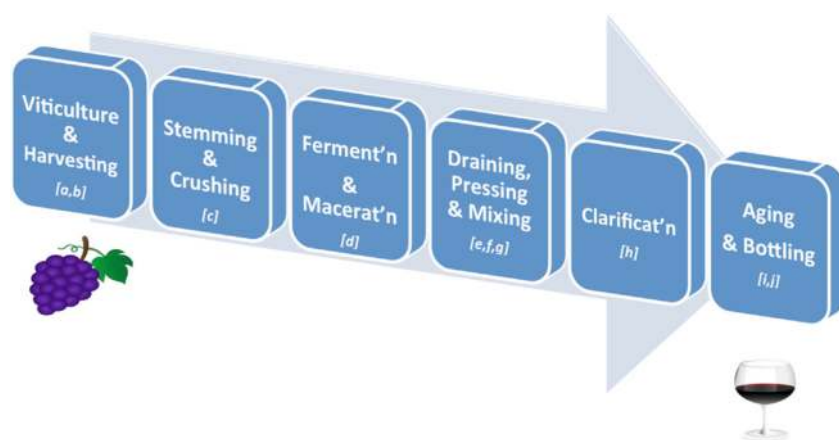 Viticulture
&
Harvesting
[a,b]
Stemming
&
Crushing
[c]
Ferment'n
&
Macerat'n
[d]
Draining,
Pressing
& Mixing
[e,f,g]
Clarificat'n
[h]
Aging
& Bottling
[i,j]